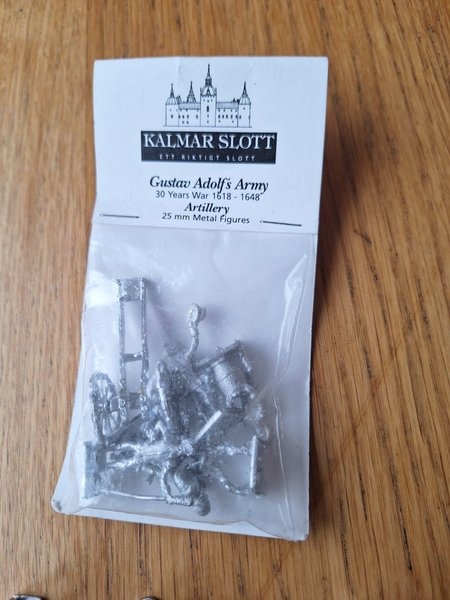 KALMAR SLOTT
ETT RIKTIGT SLOTT
Gustav Adolf's Army
30 Years War 1618 - 1648
Artillery
25 mm Metal Figures